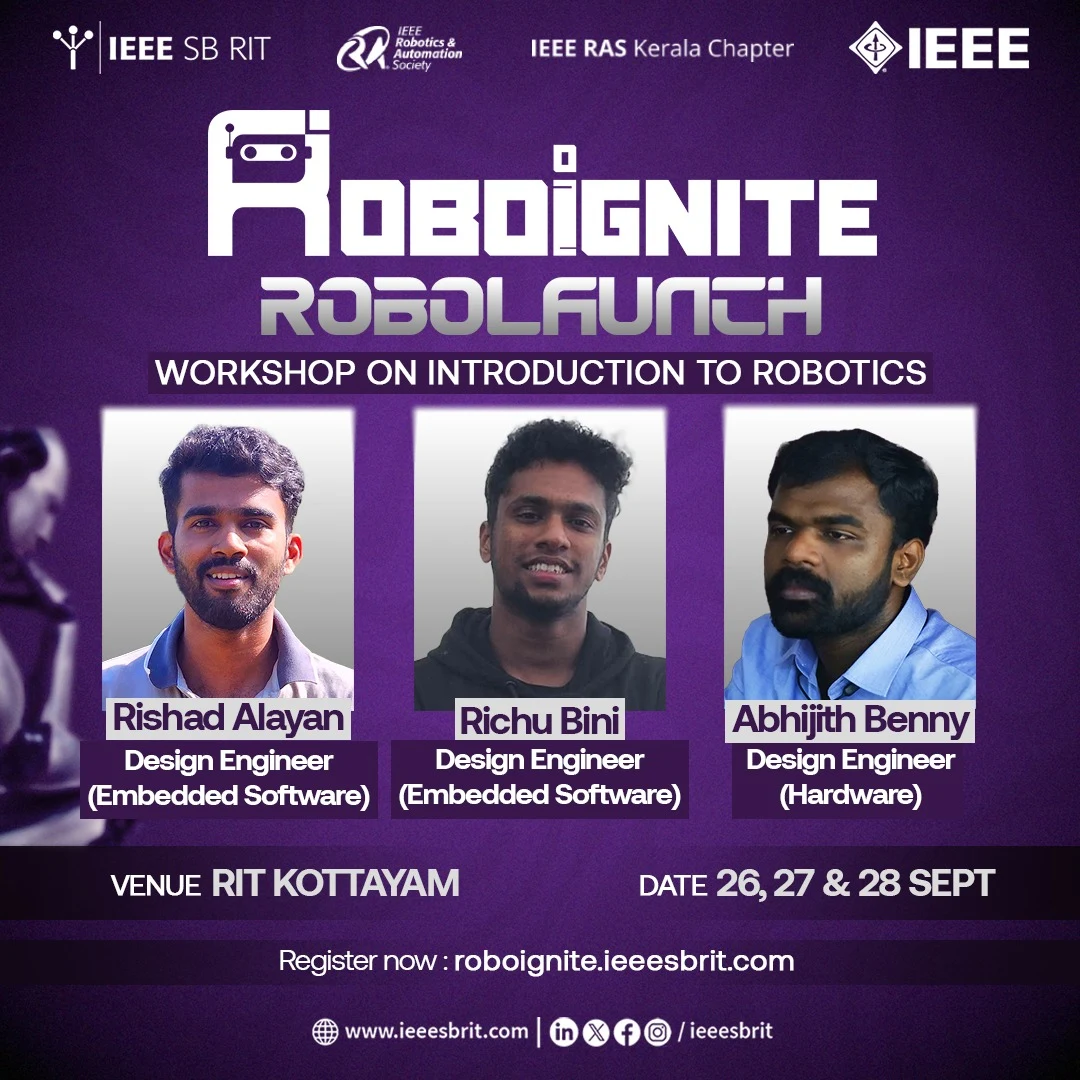 IEEE SB RIT
IEEE
Robotics &
Automation
Society
IEEE RAS Kerala Chapter
IEEE
ROBOIGNITE
ROBOLAUNCH
WORKSHOP ON INTRODUCTION TO ROBOTICS
Rishad Alayan
Design Engineer
(Embedded Software)
Richu Bini
Design Engineer
(Embedded Software)
Abhijith Benny
Design Engineer
(Hardware)
VENUE RIT KOTTAYAM
DATE 26, 27 & 28 SEPT
Register now : roboignite.ieeesbrit.com
www.ieeesbrit.com | in X f / ieeesbrit